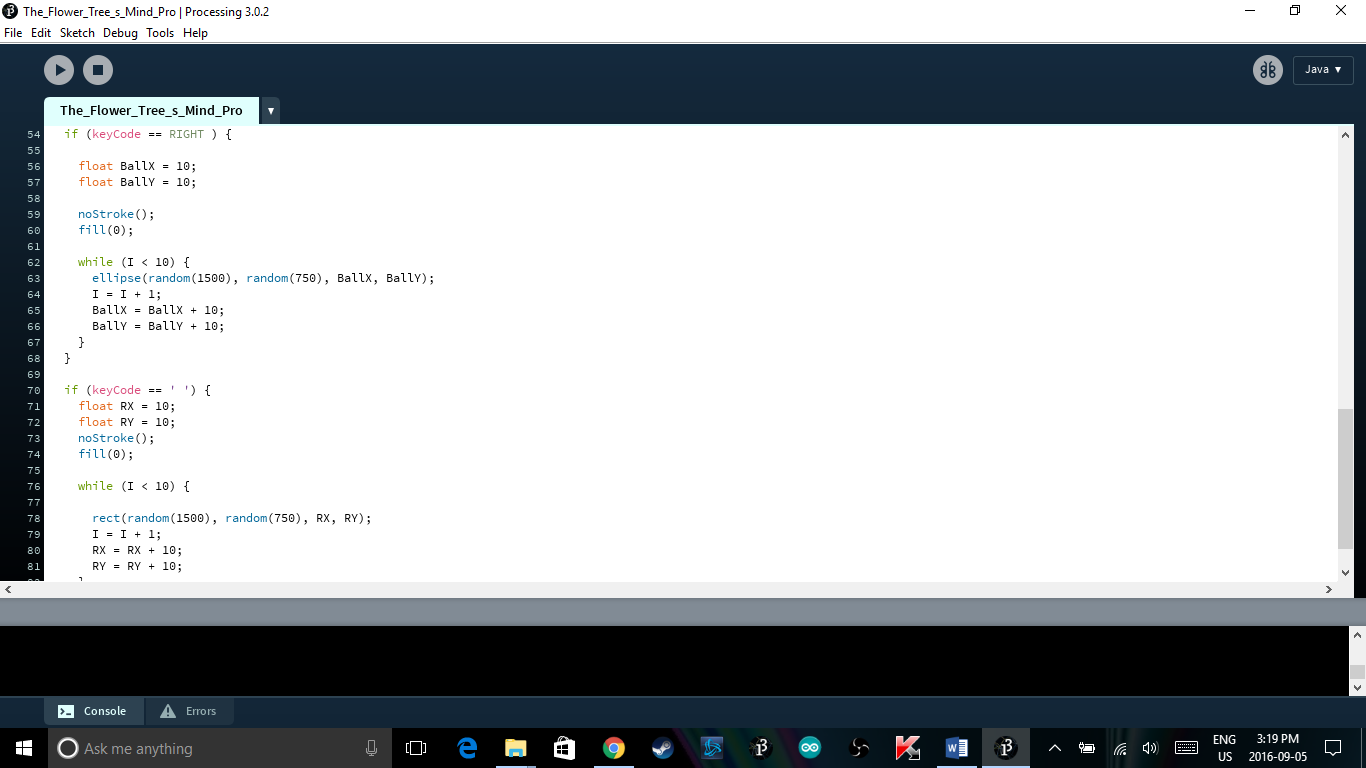 The_Flower_Tree_s_Mind_Pro | Processing 3.0.2
File Edit Sketch Debug Tools Help
Java ▼
The_Flower_Tree_s_Mind_Pro ▼
54 if (keyCode == RIGHT ) {
55
56 float BallX = 10;
57 float BallY = 10;
58
59 noStroke();
60 fill(0);
61
62 while (I < 10) {
63 ellipse(random(1500), random(750), BallX, BallY);
64 I = I + 1;
65 BallX = BallX + 10;
66 BallY = BallY + 10;
67 }
68 }
69
70 if (keyCode == ' ') {
71 float RX = 10;
72 float RY = 10;
73 noStroke();
74 fill(0);
75
76 while (I < 10) {
77
78 rect(random(1500), random(750), RX, RY);
79 I = I + 1;
80 RX = RX + 10;
81 RY = RY + 10;
Console Errors
Ask me anything
ENG 3:19 PM
US 2016-09-05